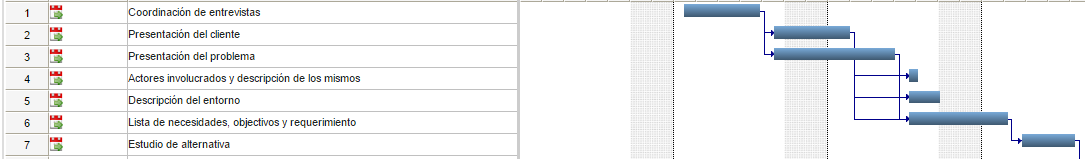 1 Coordinación de entrevistas
2 Presentación del cliente
3 Presentación del problema
4 Actores involucrados y descripción de los mismos
5 Descripción del entorno
6 Lista de necesidades, objectivos y requerimiento
7 Estudio de alternativa